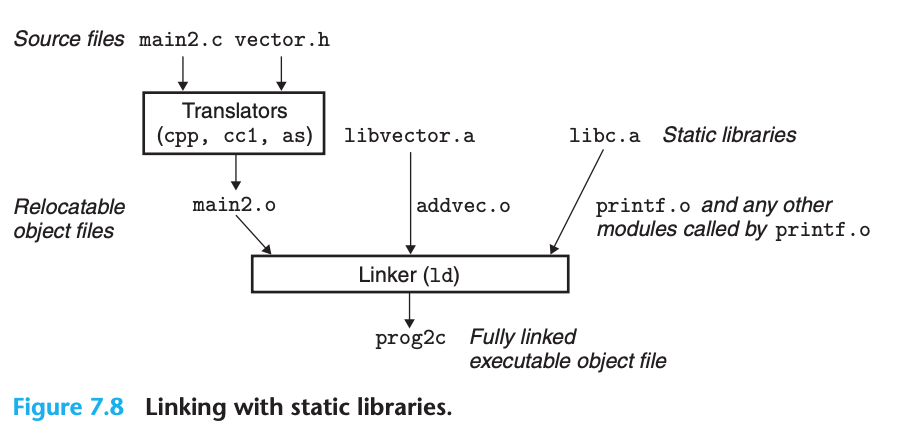 Source files main2.c vector.h
Translators
(cpp, cc1, as)
libvector.a
libc.a Static libraries
Relocatable
object files
main2.o
addvec.o
printf.o and any other
modules called by printf.o
Linker (ld)
prog2c
Fully linked
executable object file
Figure 7.8 Linking with static libraries.